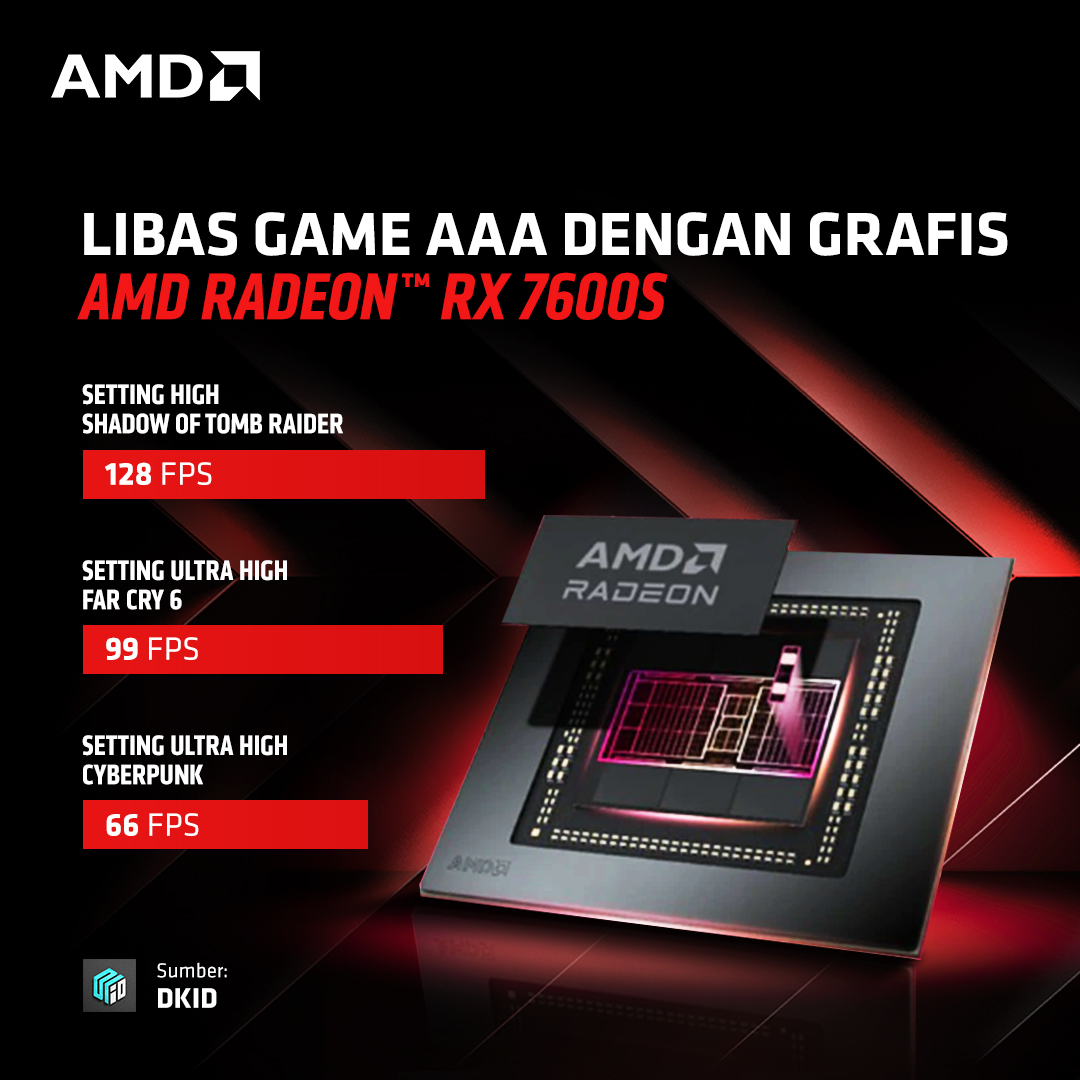 AMD
LIBAS GAME AAA DENGAN GRAFIS
AMD RADEON™ RX 7600S
SETTING HIGH
SHADOW OF TOMB RAIDER
128 FPS
SETTING ULTRA HIGH
FAR CRY 6
99 FPS
SETTING ULTRA HIGH
CYBERPUNK
66 FPS
AMD
RADEON
AMD
Sumber:
DKID